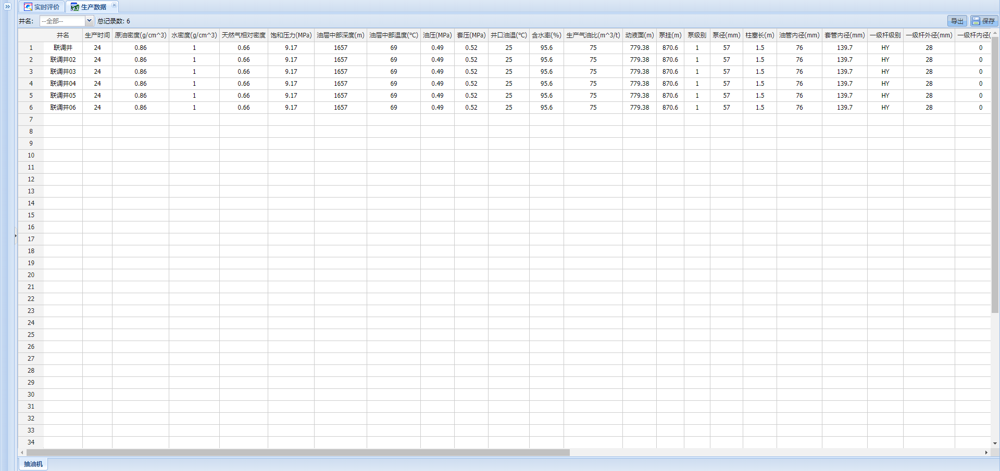 实时评价 生产数据
井名: --全部-- 总记录数: 6 导出 保存
井名 生产时间 原油密度(g/cm^3) 水密度(g/cm^3) 天然气相对密度 饱和压力(MPa) 油层中部深度(m) 油层中部温度(℃) 油压(MPa) 套压(MPa) 井口油温(℃) 含水率(%) 生产气油比(m^3/t) 动液面(m) 泵挂(m) 泵级别 泵径(mm) 柱塞长(m) 油管内径(mm) 套管内径(mm) 一级杆级别 一级杆外径(mm) 一级杆内径(
1 联调井 24 0.86 1 0.66 9.17 1657 69 0.49 0.52 25 95.6 75 779.38 870.6 1 57 1.5 76 139.7 HY 28 0
2 联调井02 24 0.86 1 0.66 9.17 1657 69 0.49 0.52 25 95.6 75 779.38 870.6 1 57 1.5 76 139.7 HY 28 0
3 联调井03 24 0.86 1 0.66 9.17 1657 69 0.49 0.52 25 95.6 75 779.38 870.6 1 57 1.5 76 139.7 HY 28 0
4 联调井04 24 0.86 1 0.66 9.17 1657 69 0.49 0.52 25 95.6 75 779.38 870.6 1 57 1.5 76 139.7 HY 28 0
5 联调井05 24 0.86 1 0.66 9.17 1657 69 0.49 0.52 25 95.6 75 779.38 870.6 1 57 1.5 76 139.7 HY 28 0
6 联调井06 24 0.86 1 0.66 9.17 1657 69 0.49 0.52 25 95.6 75 779.38 870.6 1 57 1.5 76 139.7 HY 28 0
7
8
9
10
11
12
13
14
15
16
17
18
19
20
21
22
23
24
25
26
27
28
29
30
31
32
33
34
抽油机